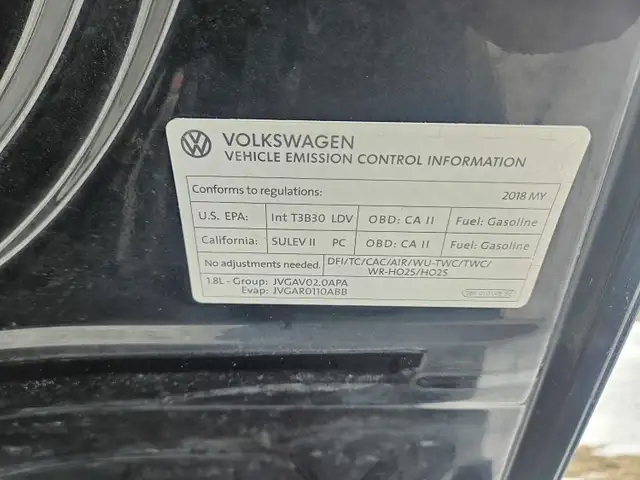 VOLKSWAGEN
VEHICLE EMISSION CONTROL INFORMATION
Conforms to regulations: 2018 MY
U.S. EPA: Int T3B30 LDV OBD: CA II Fuel: Gasoline
California: SULEV II PC OBD: CA II Fuel: Gasoline
No adjustments needed. DFI/TC/CAC/AIR/WU-TWC/TWC/
WR-HO2S/HO2S
1.8L - Group: JVGAV02.0APA
Evap: JVGAR0110ABB